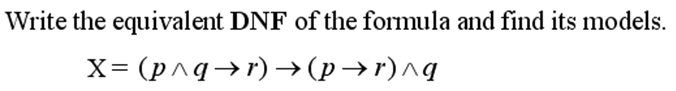 Write the equivalent DNF of the formula and find its models.
X= (p∧q→r)→(p→r)∧q